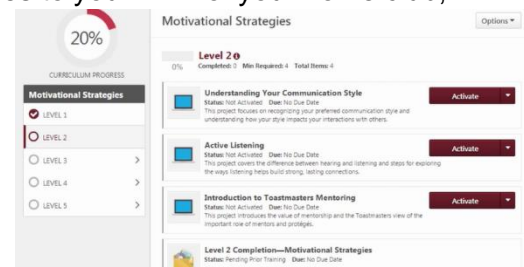 20%
CURRICULUM PROGRESS
Motivational Strategies
LEVEL 1
LEVEL 2
LEVEL 3
LEVEL 4
LEVEL 5
Motivational Strategies
Options
Level 2
0%
Completed: 0 Min Required: 4 Total Items: 4
Understanding Your Communication Style
Status: Not Activated Due: No Due Date
This project focuses on recognizing your preferred communication style and
understanding how your style impacts your interactions with others.
Activate
Active Listening
Status: Not Activated Due: No Due Date
This project covers the difference between hearing and listening and steps for exploring
the ways listening helps build strong, lasting connections.
Activate
Introduction to Toastmasters Mentoring
Status: Not Activated Due: No Due Date
This project introduces the value of mentorship and the Toastmasters view of the
important role of mentors and protégés.
Activate
Level 2 Completion—Motivational Strategies
Status: Pending Prior Training Due: No Due Date